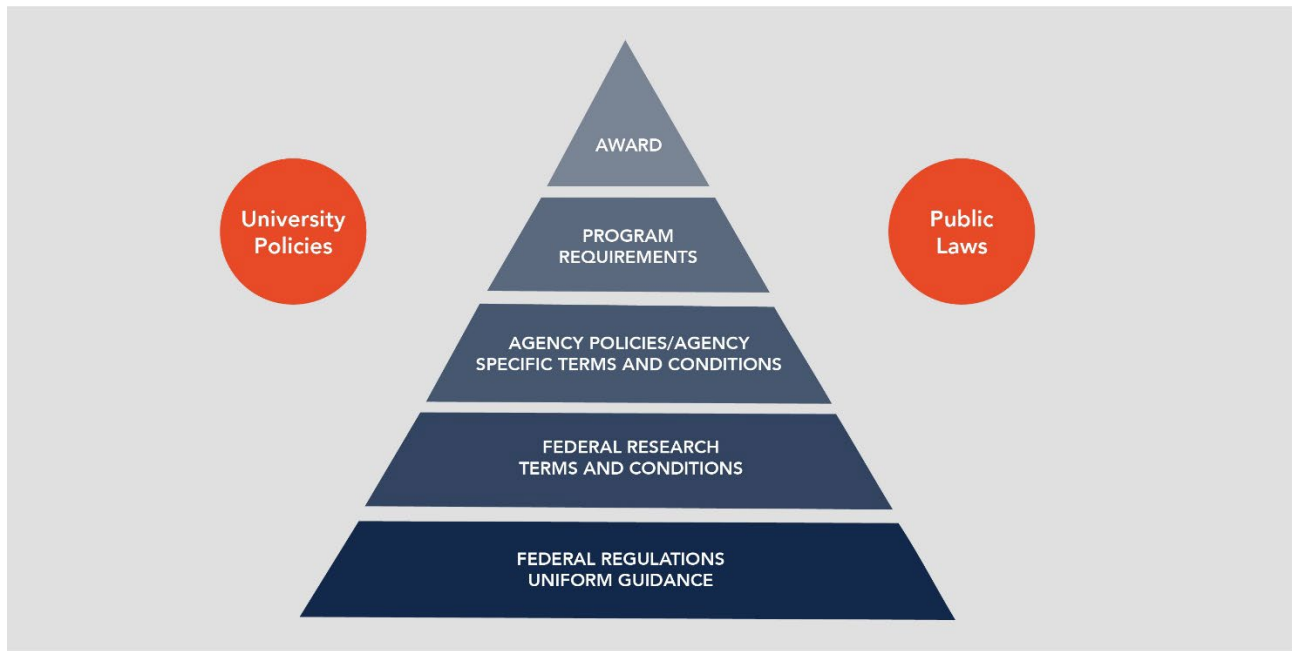 AWARD
University
Policies
Public
Laws
PROGRAM
REQUIREMENTS
AGENCY POLICIES/AGENCY
SPECIFIC TERMS AND CONDITIONS
FEDERAL RESEARCH
TERMS AND CONDITIONS
FEDERAL REGULATIONS
UNIFORM GUIDANCE